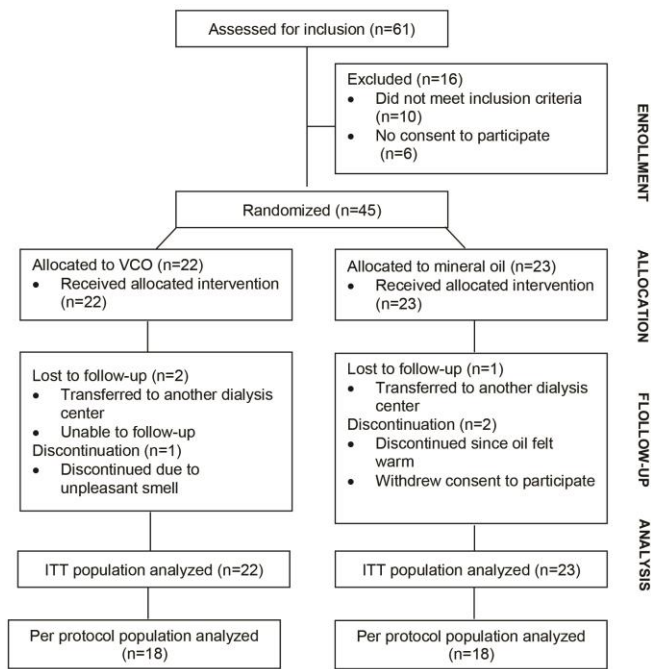 Assessed for inclusion (n=61)
Excluded (n=16)
• Did not meet inclusion criteria
(n=10)
• No consent to participate
(n=6)
ENROLLMENT
Randomized (n=45)
Allocated to VCO (n=22)
• Received allocated intervention
(n=22)
Allocated to mineral oil (n=23)
• Received allocated intervention
(n=23)
ALLOCATION
Lost to follow-up (n=2)
• Transferred to another dialysis
center
• Unable to follow-up
Discontinuation (n=1)
• Discontinued due to
unpleasant smell
Lost to follow-up (n=1)
• Transferred to another dialysis
center
Discontinuation (n=2)
• Discontinued since oil felt
warm
• Withdrew consent to participate
FLOLLOW-UP
ITT population analyzed (n=22)
ITT population analyzed (n=23)
ANALYSIS
Per protocol population analyzed
(n=18)
Per protocol population analyzed
(n=18)